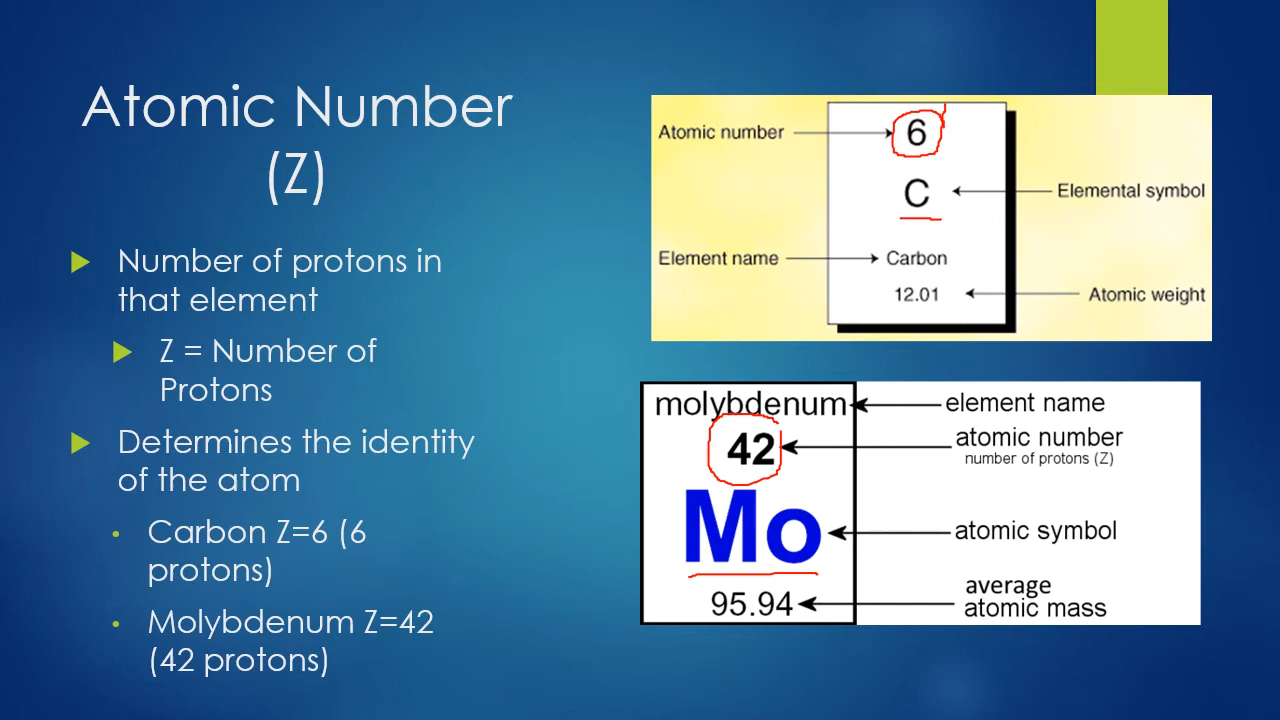 Atomic Number
(Z)
Number of protons in
that element
Z = Number of
Protons
Determines the identity
of the atom
Carbon Z=6 (6
protons)
Molybdenum Z=42
(42 protons)
Atomic number
6
C
Elemental symbol
Element name
Carbon
12.01
Atomic weight
molybdenum
element name
42
atomic number
number of protons (Z)
Mo
atomic symbol
95.94
average
atomic mass